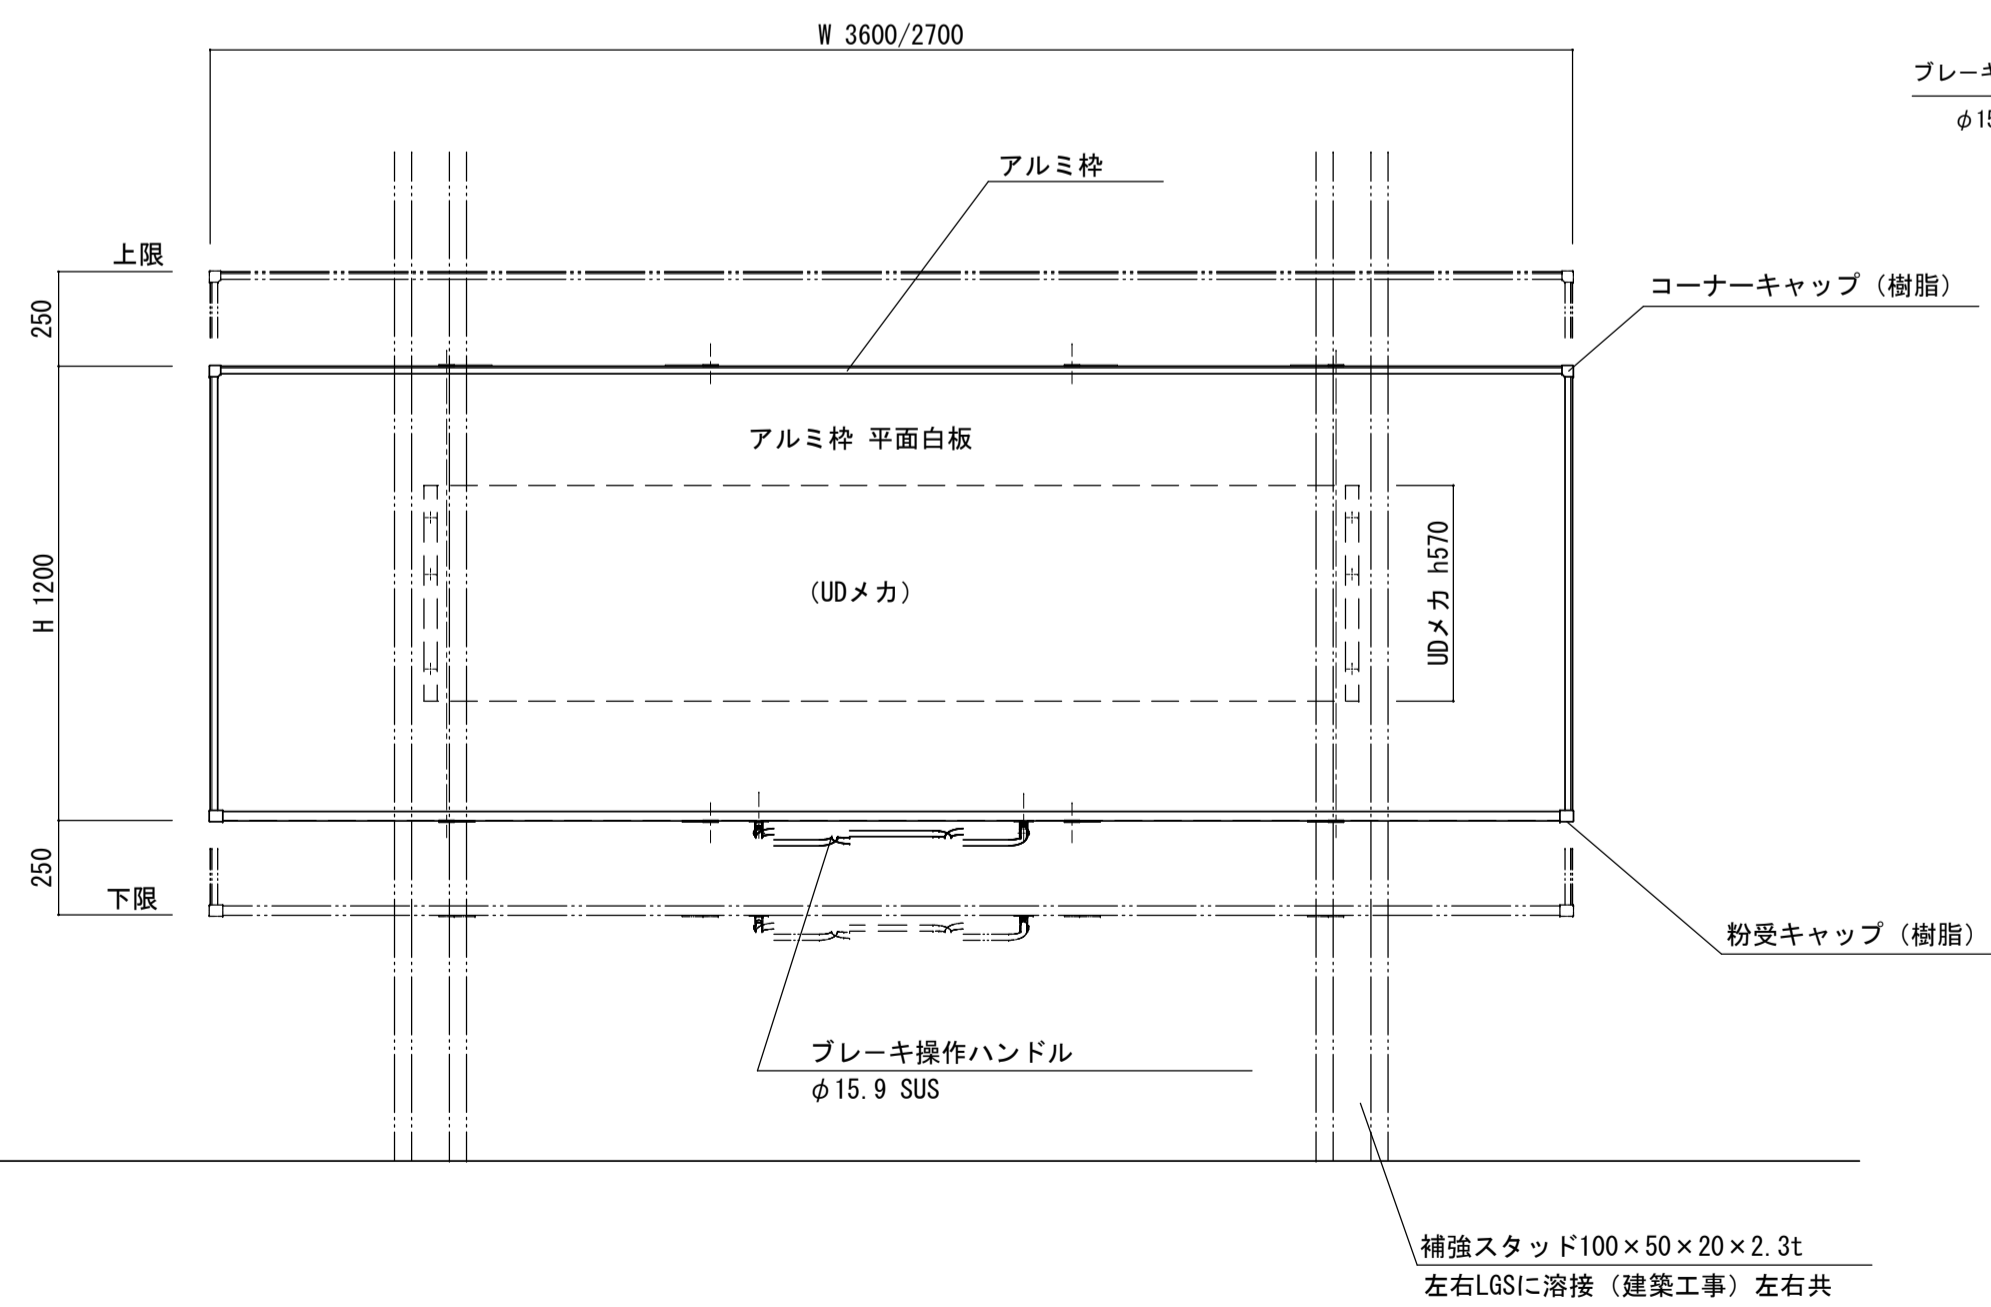 W 3600/2700
ブレーキ
φ15
アルミ枠
上限
250
コーナーキャップ（樹脂）
アルミ枠 平面白板
H 1200
（UDメカ）
UDメカ h570
250
下限
粉受キャップ（樹脂）
ブレーキ操作ハンドル
φ15.9 SUS
補強スタッド100×50×20×2.3t
左右LGSに溶接（建築工事）左右共